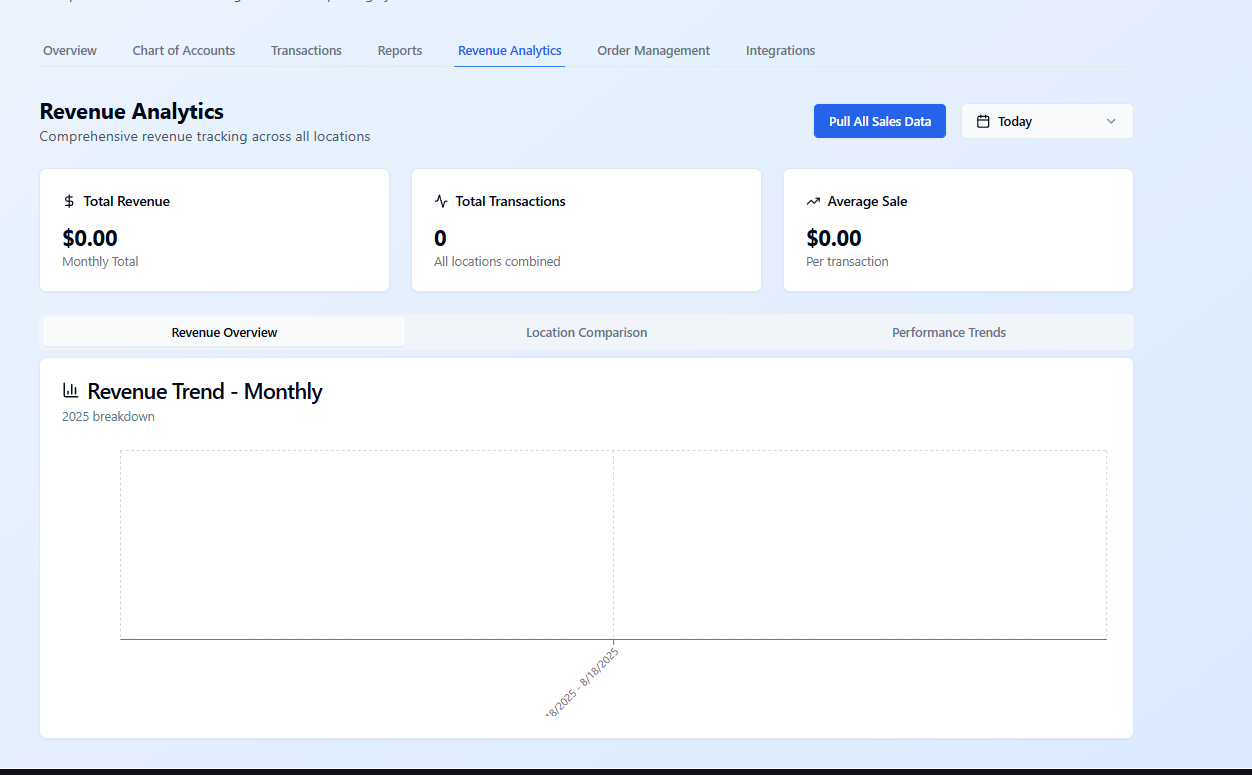 Overview Chart of Accounts Transactions Reports Revenue Analytics Order Management Integrations
Revenue Analytics
Comprehensive revenue tracking across all locations
Pull All Sales Data
Today
Total Revenue
$0.00
Monthly Total
Total Transactions
0
All locations combined
Average Sale
$0.00
Per transaction
Revenue Overview Location Comparison Performance Trends
Revenue Trend - Monthly
2025 breakdown
18/2025 - 8/18/2025